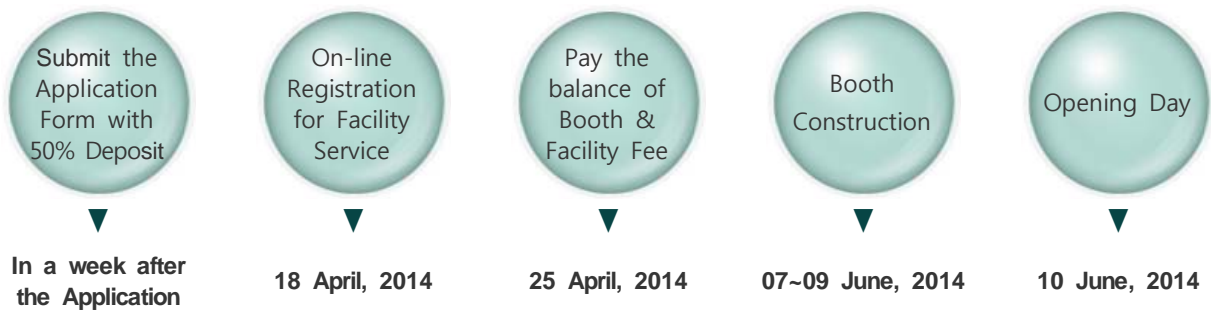 Submit the
Application
Form with
50% Deposit
On-line
Registration
for Facility
Service
Pay the
balance of
Booth &
Facility Fee
Booth
Construction
Opening Day
In a week after
the Application
18 April, 2014
25 April, 2014
07~09 June, 2014
10 June, 2014